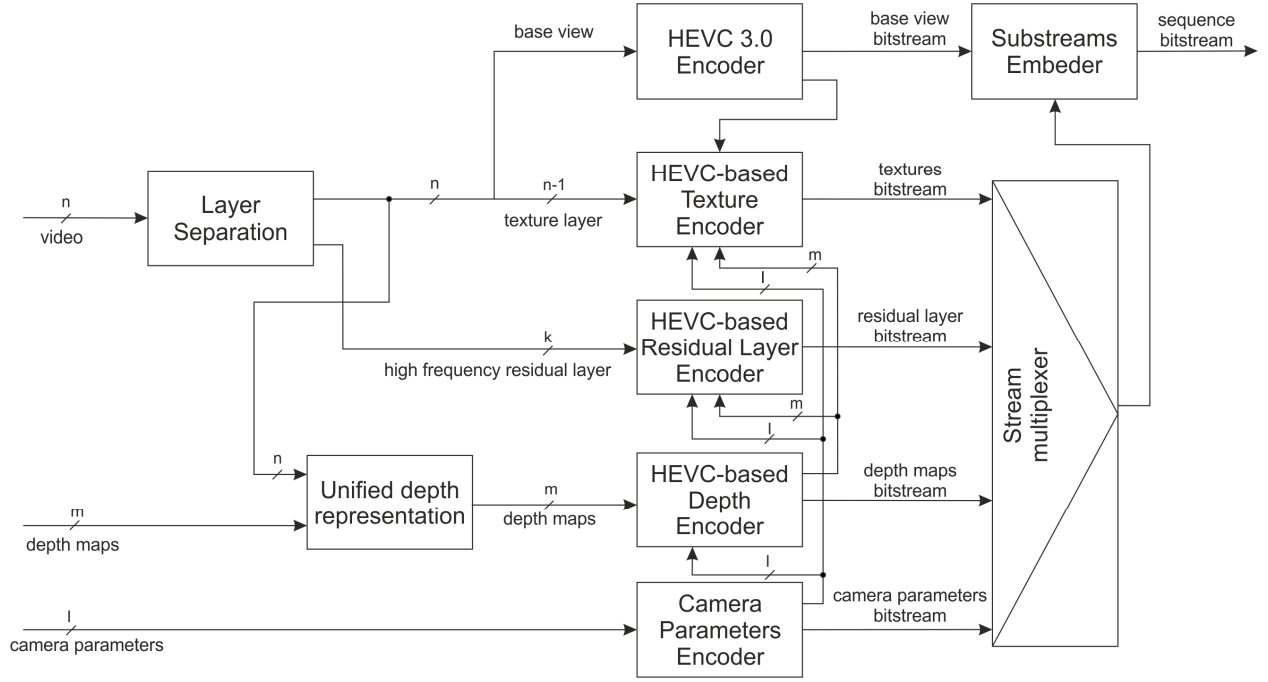 base view
HEVC 3.0
Encoder
base view
bitstream
Substreams
Embeder
sequence
bitstream
n
video
Layer
Separation
n
n-1
texture layer
HEVC-based
Texture
Encoder
textures
bitstream
m
l
k
high frequency residual layer
HEVC-based
Residual Layer
Encoder
residual layer
bitstream
m
l
Stream
multiplexer
n
m
depth maps
Unified depth
representation
m
depth maps
HEVC-based
Depth
Encoder
depth maps
bitstream
l
l
camera parameters
Camera
Parameters
Encoder
camera parameters
bitstream